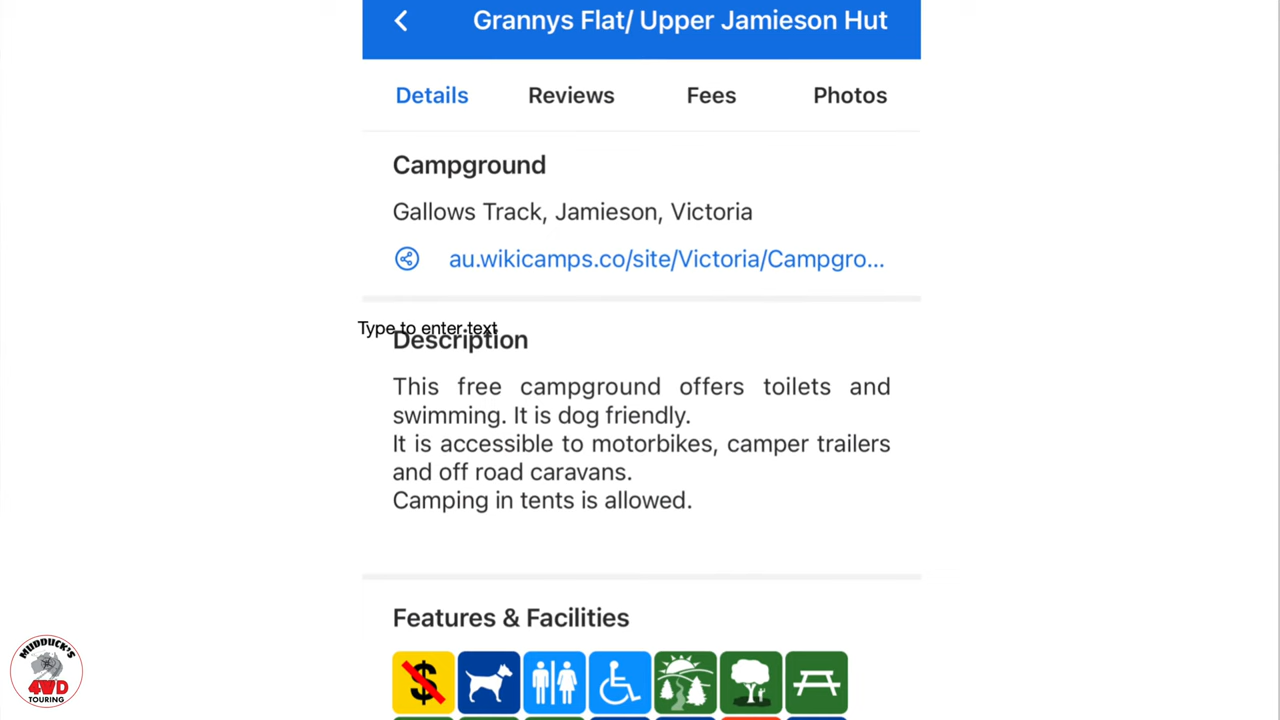 Grannys Flat/ Upper Jamieson Hut
Details Reviews Fees Photos
Campground
Gallows Track, Jamieson, Victoria
au.wikicamps.co/site/Victoria/Campgro...
Type to enter text
Description
This free campground offers toilets and
swimming. It is dog friendly.
It is accessible to motorbikes, camper trailers
and off road caravans.
Camping in tents is allowed.
Features & Facilities
$
MUDDUCK'S
4WD
TOURING